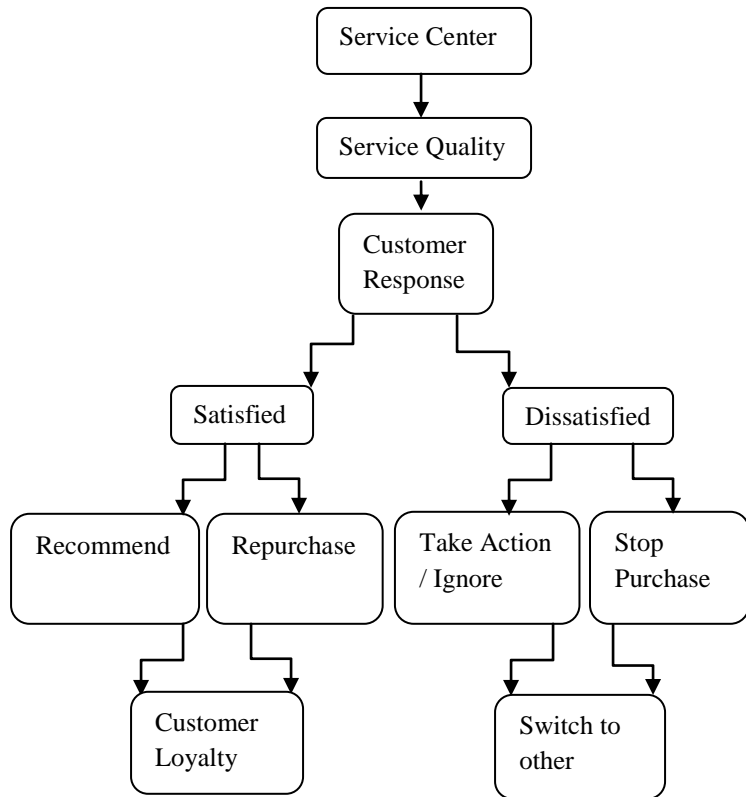 Service Center
Service Quality
Customer
Response
Satisfied
Dissatisfied
Recommend
Repurchase
Take Action
/ Ignore
Stop
Purchase
Customer
Loyalty
Switch to
other